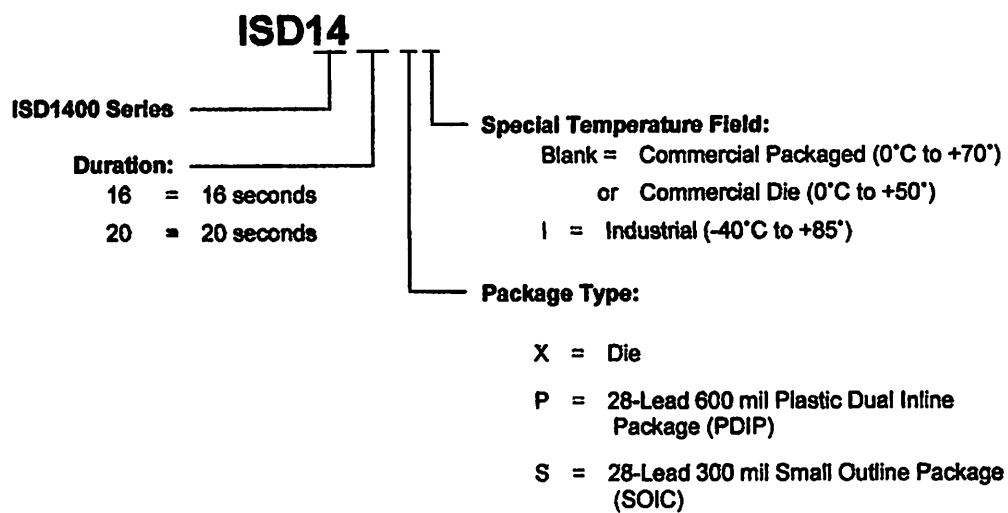 ISD14
ISD1400 Series
Duration:
16 = 16 seconds
20 = 20 seconds
Special Temperature Field:
Blank = Commercial Packaged (0˚C to +70˚)
or Commercial Die (0˚C to +50˚)
I = Industrial (-40˚C to +85˚)
Package Type:
X = Die
P = 28-Lead 600 mil Plastic Dual Inline
Package (PDIP)
S = 28-Lead 300 mil Small Outline Package
(SOIC)